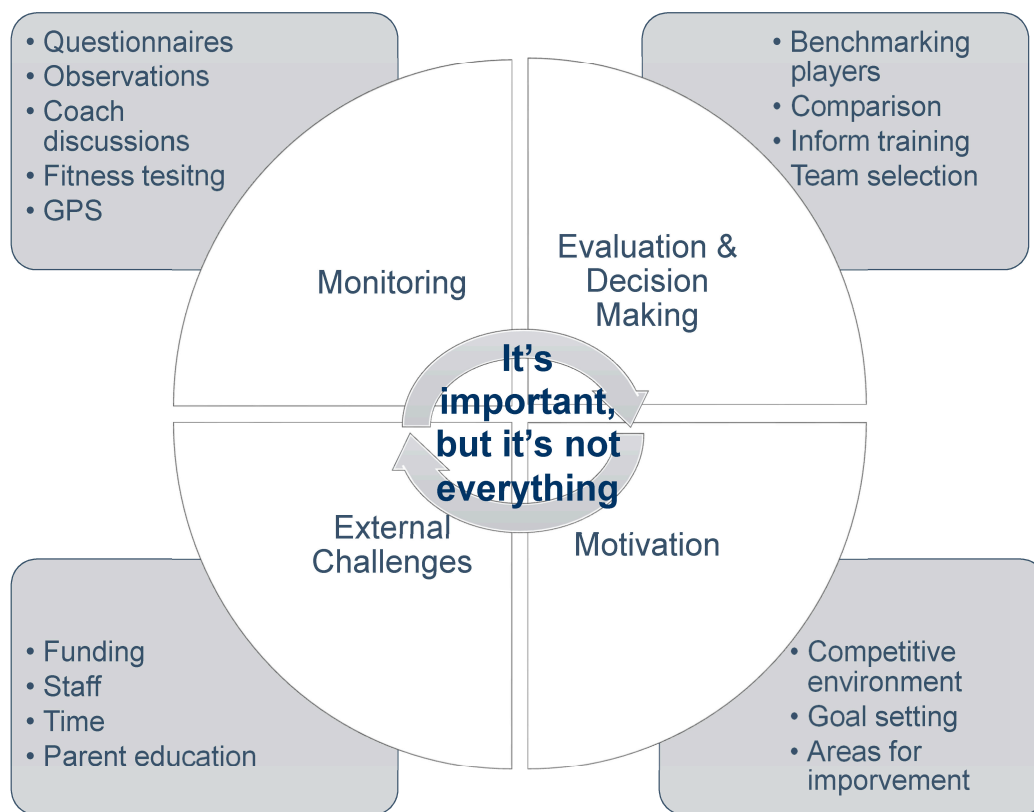 • Questionnaires
• Observations
• Coach
discussions
• Fitness tesitng
• GPS
• Benchmarking
players
• Comparison
• Inform training
Team selection
Monitoring
Evaluation &
Decision
Making
It's
important,
but it's not
everything
External
Challenges
Motivation
• Funding
• Staff
• Time
• Parent education
• Competitive
environment
• Goal setting
• Areas for
imporvement